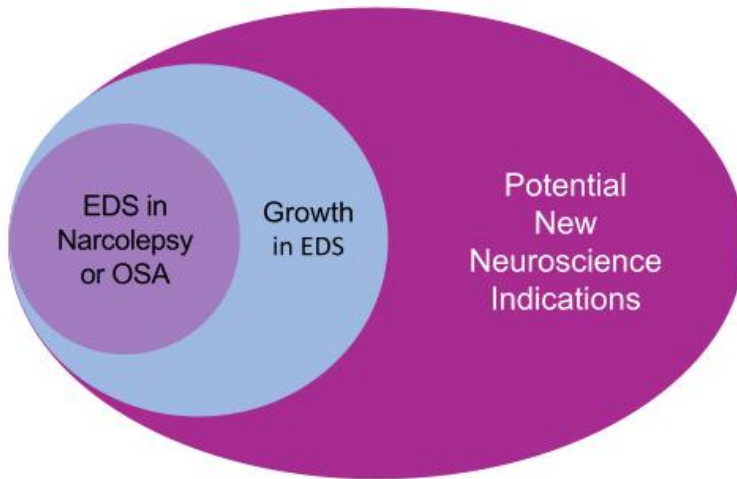 EDS in
Narcolepsy
or OSA
Growth
in EDS
Potential
New
Neuroscience
Indications